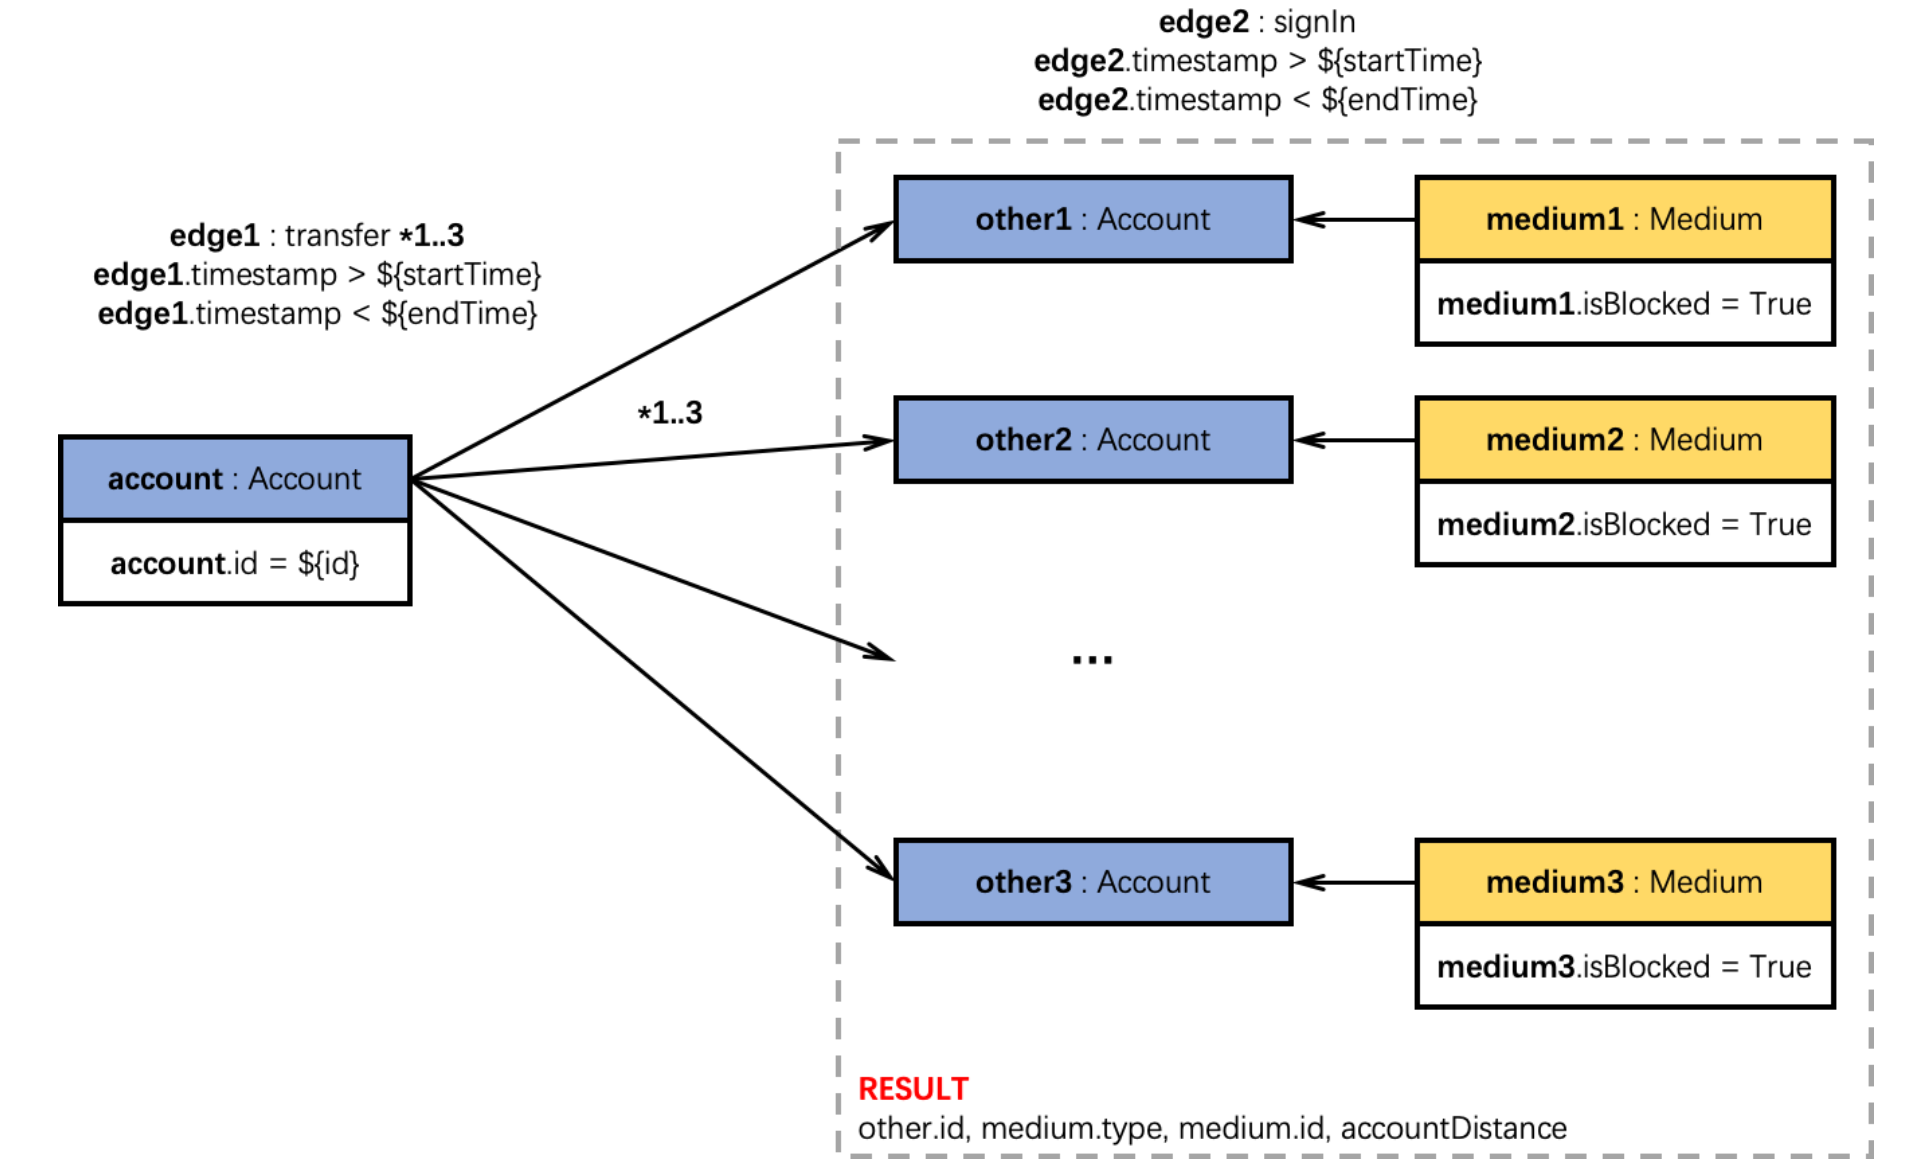 edge2 : signIn
edge2.timestamp > ${startTime}
edge2.timestamp < ${endTime}
edge1 : transfer *1..3
edge1.timestamp > ${startTime}
edge1.timestamp < ${endTime}
other1 : Account
medium1 : Medium
medium1.isBlocked = True
*1..3
other2 : Account
medium2 : Medium
medium2.isBlocked = True
account : Account
account.id = ${id}
...
other3 : Account
medium3 : Medium
medium3.isBlocked = True
RESULT
other.id, medium.type, medium.id, accountDistance